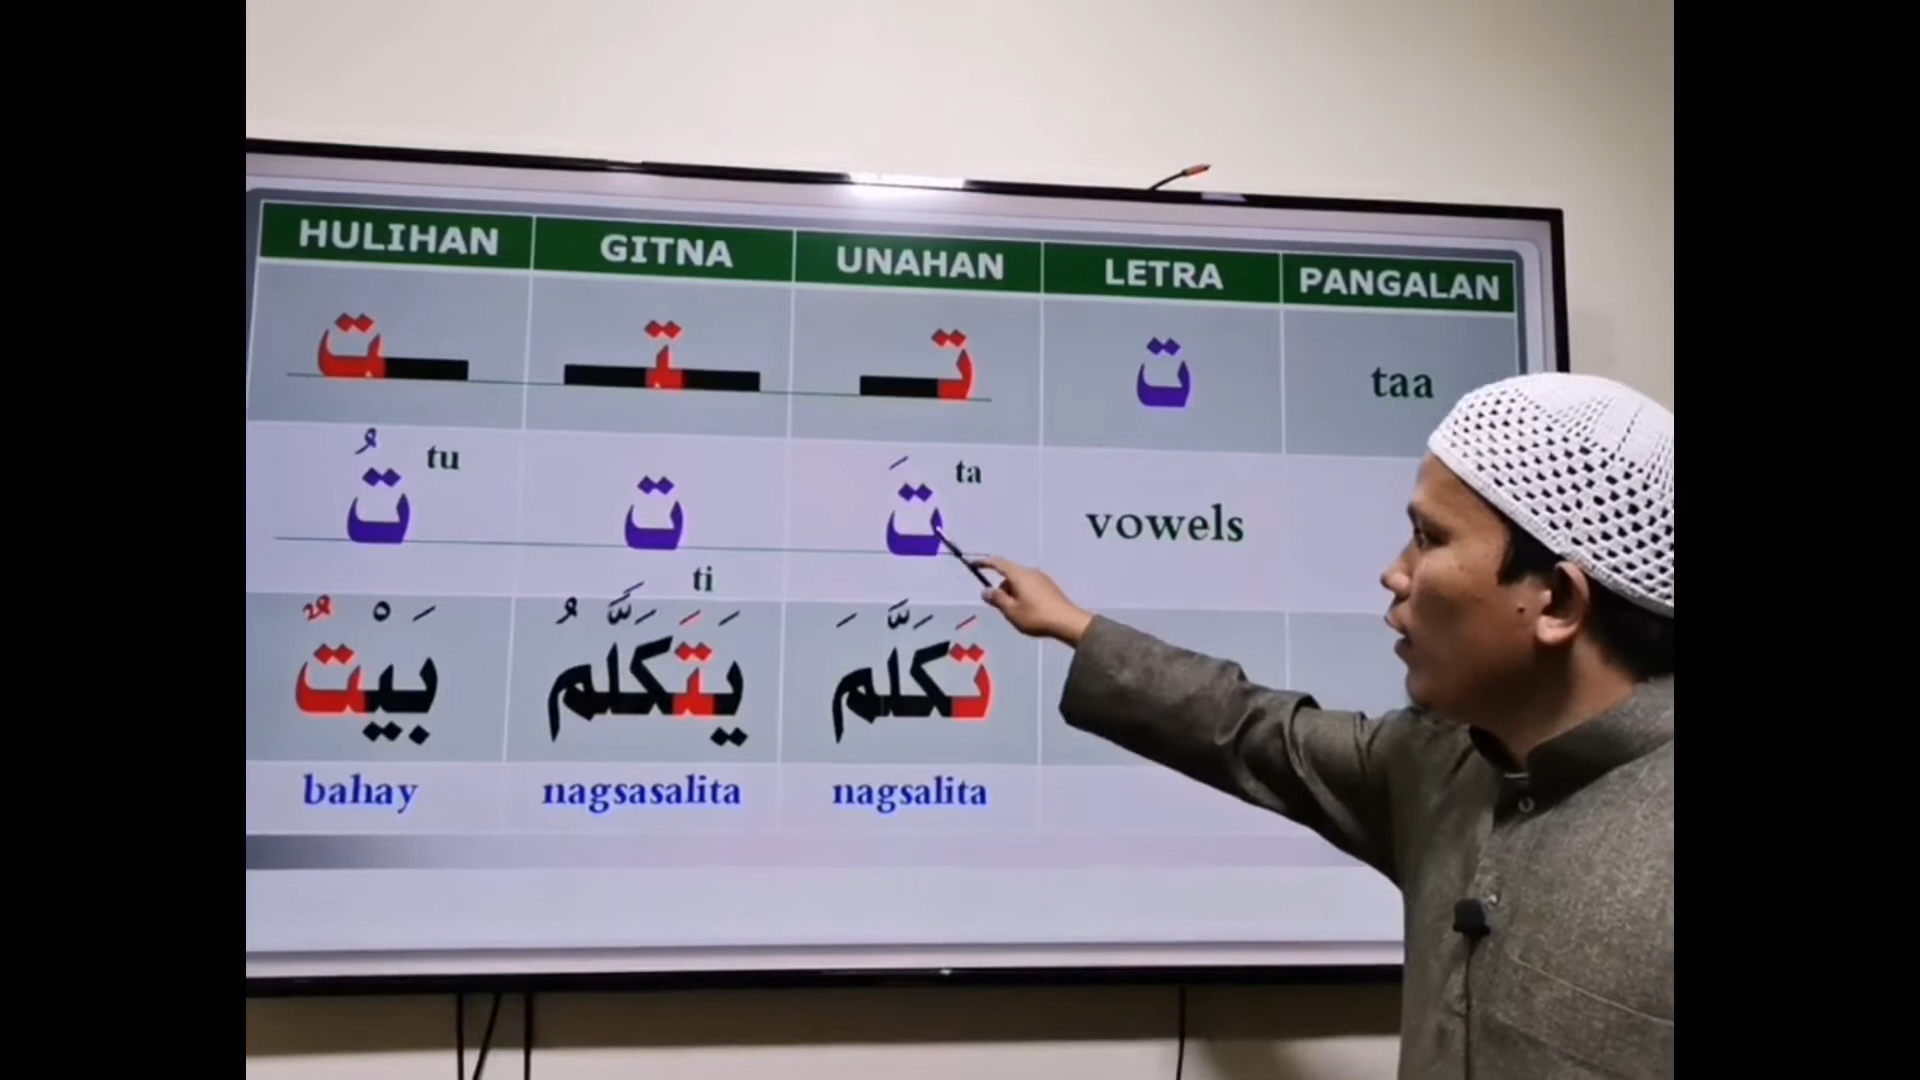 HULIHAN GITNA UNAHAN LETRA PANGALAN
ـت ـتـ تـ ت taa
تُ tu ت ti تَ ta vowels
بَيْتٌ يَتَكَلَّمُ تَكَلَّمَ
bahay nagsasalita nagsalita